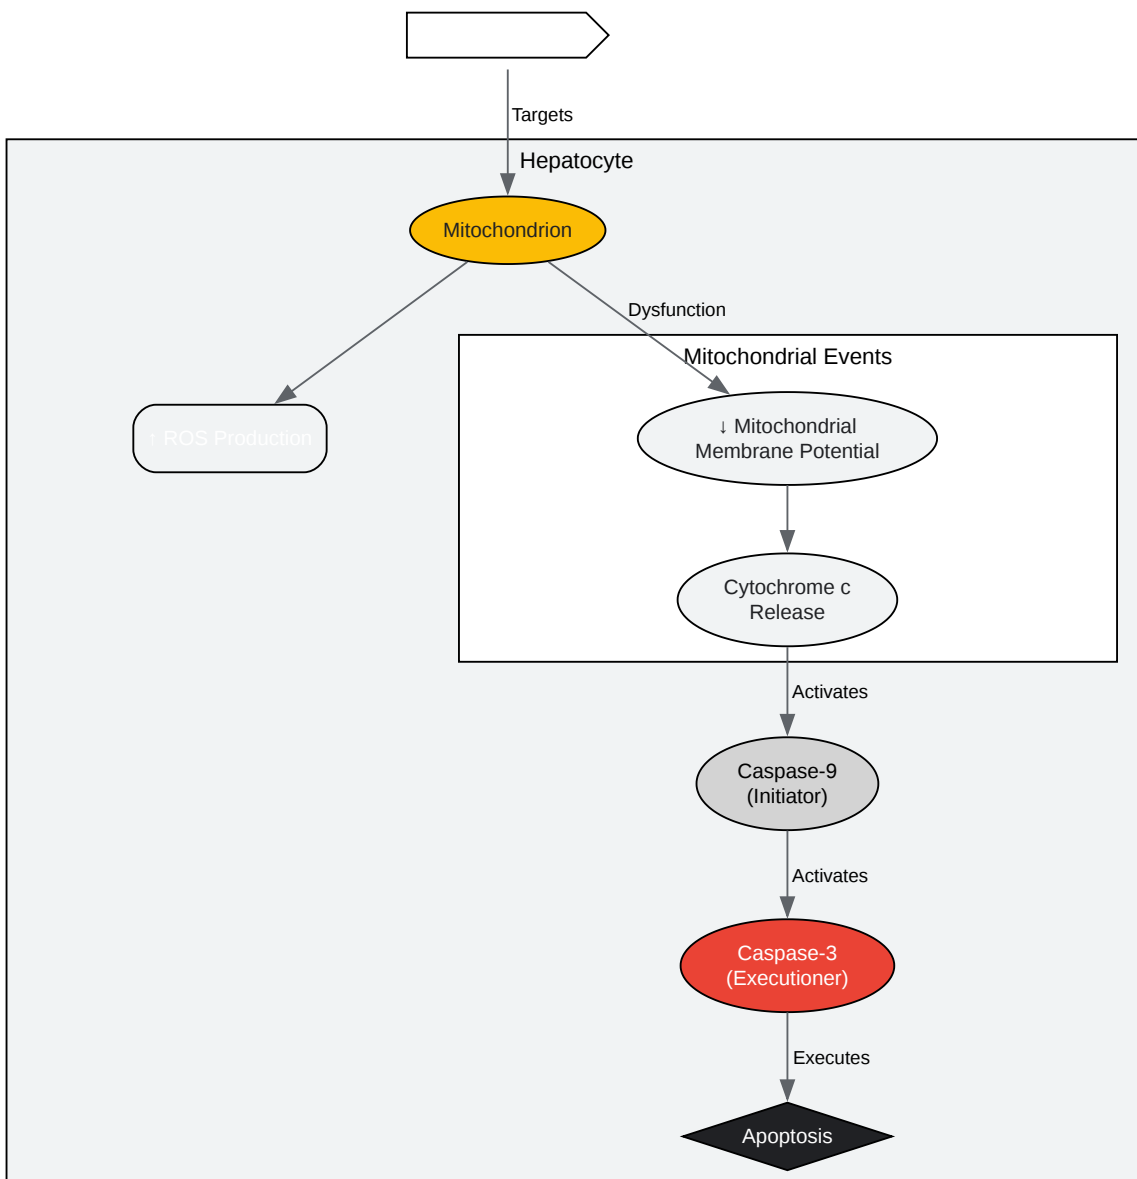 Targets
Hepatocyte
Mitochondrion
Dysfunction
Mitochondrial Events
↑ ROS Production
↓ Mitochondrial
Membrane Potential
Cytochrome c
Release
Activates
Caspase-9
(Initiator)
Activates
Caspase-3
(Executioner)
Executes
Apoptosis